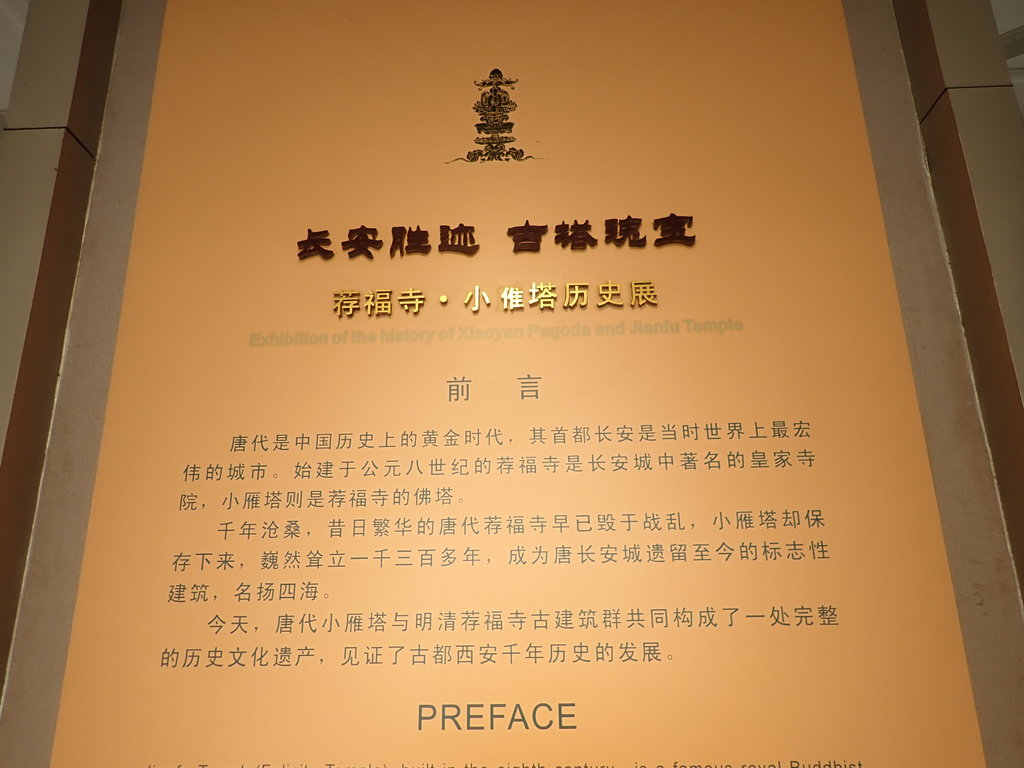 长安胜迹 古塔瑰宝
荐福寺·小雁塔历史展
Exhibition of the history of Xiaoyan Pagoda and Jianfu Temple
前 言
唐代是中国历史上的黄金时代，其首都长安是当时世界上最宏
伟的城市。始建于公元八世纪的荐福寺是长安城中著名的皇家寺
院，小雁塔则是荐福寺的佛塔。
千年沧桑，昔日繁华的唐代荐福寺早已毁于战乱，小雁塔却保
存下来，巍然耸立一千三百多年，成为唐长安城遗留至今的标志性
建筑，名扬四海。
今天，唐代小雁塔与明清荐福寺古建筑群共同构成了一处完整
的历史文化遗产，见证了古都西安千年历史的发展。
PREFACE
built in the eighth century, is a famous royal Buddhist